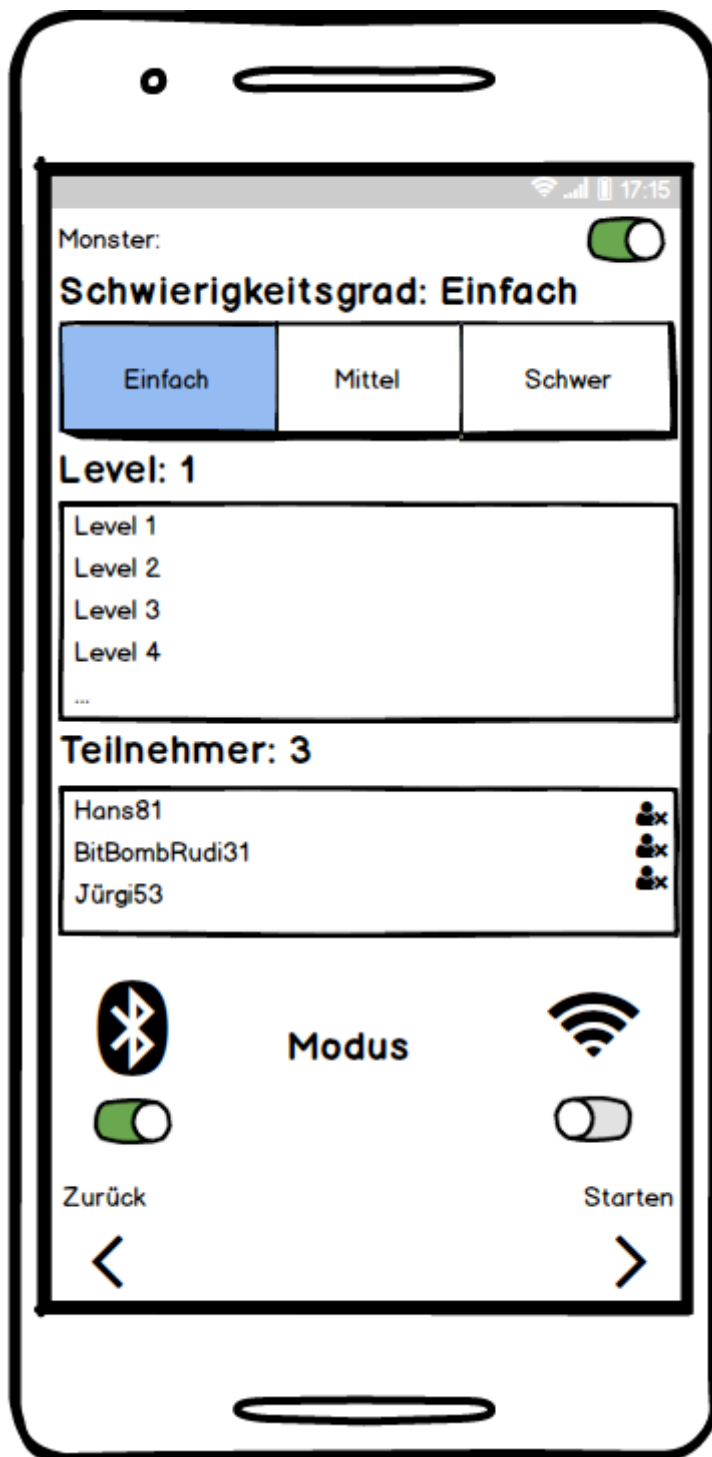 17:15
Monster:
Schwierigkeitsgrad: Einfach
Einfach Mittel Schwer
Level: 1
Level 1
Level 2
Level 3
Level 4
...
Teilnehmer: 3
Hans81
BitBombRudi31
Jürgi53
Modus
Zurück Starten